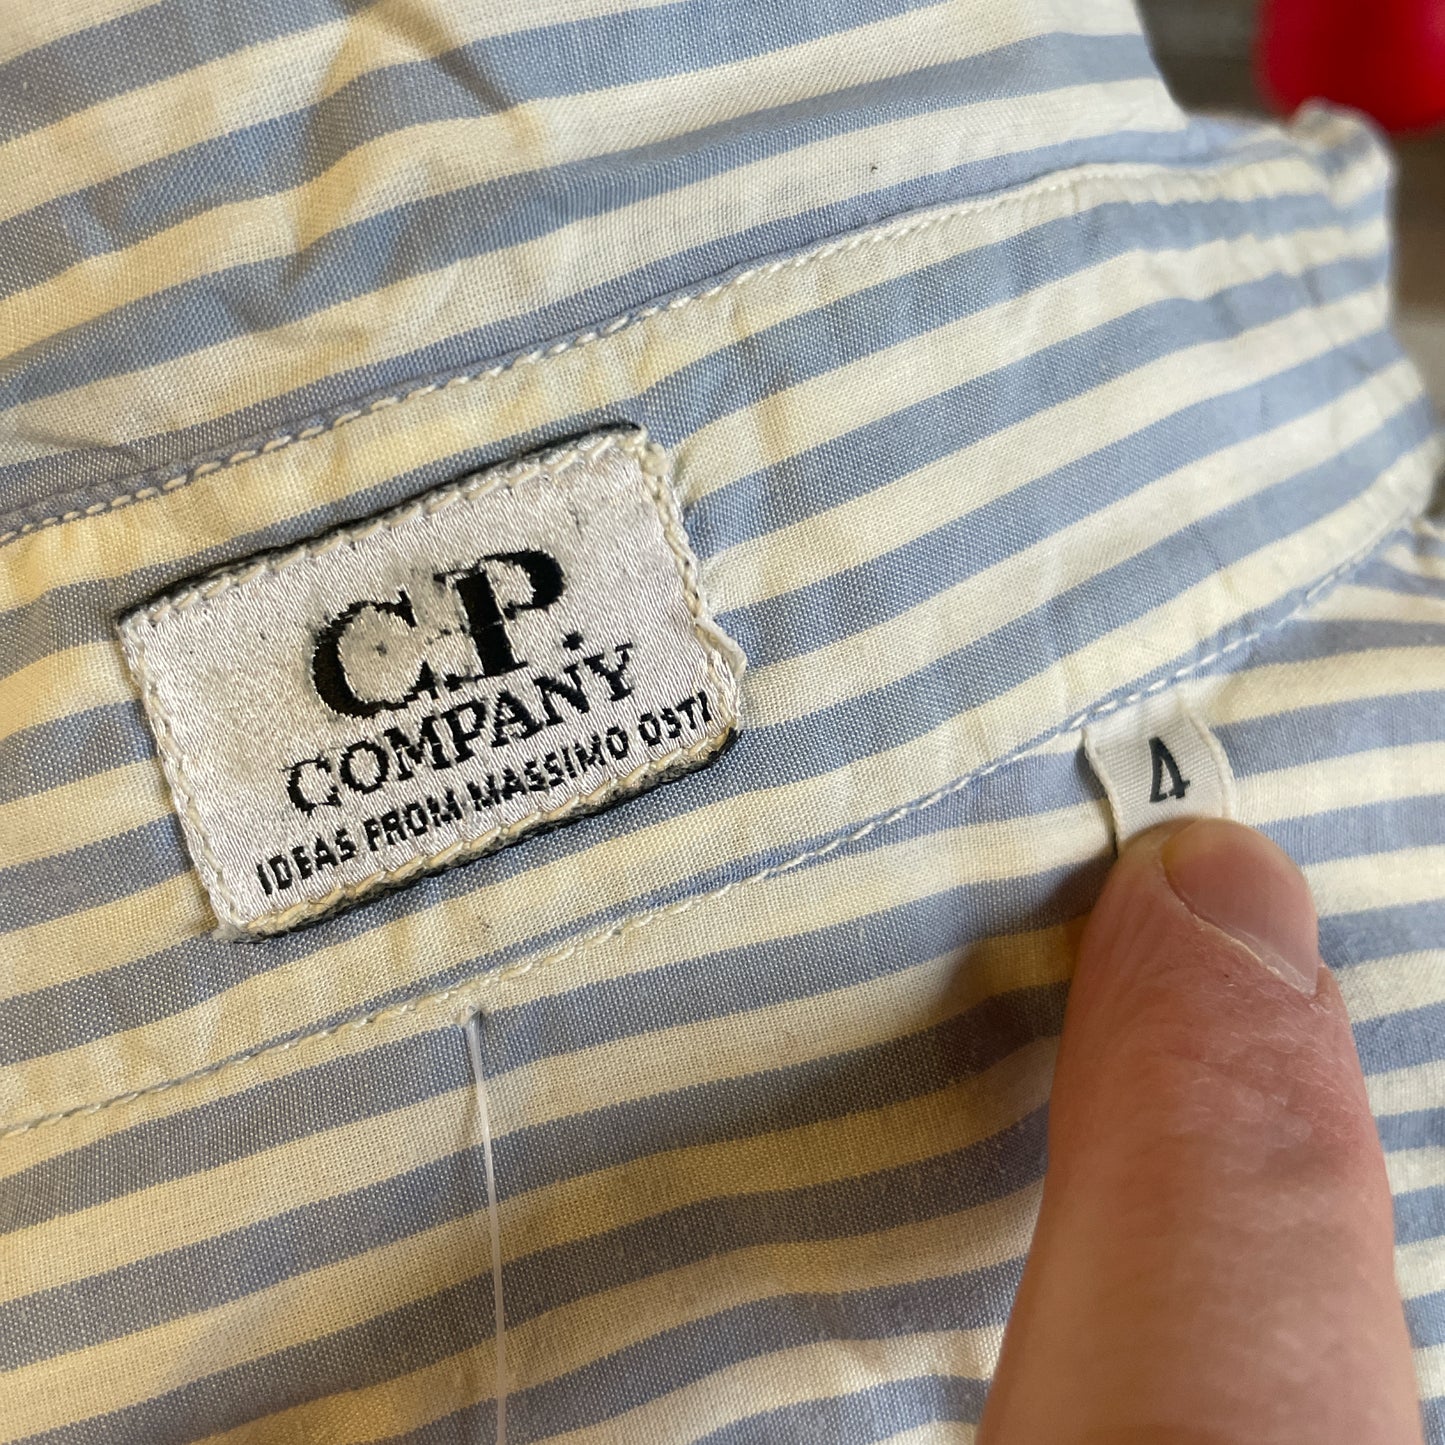 C.P.
COMPANY
IDEAS FROM MASSIMO OSTI
4